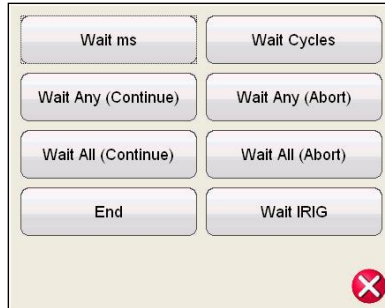 Wait ms
Wait Cycles
Wait Any (Continue)
Wait Any (Abort)
Wait All (Continue)
Wait All (Abort)
End
Wait IRIG